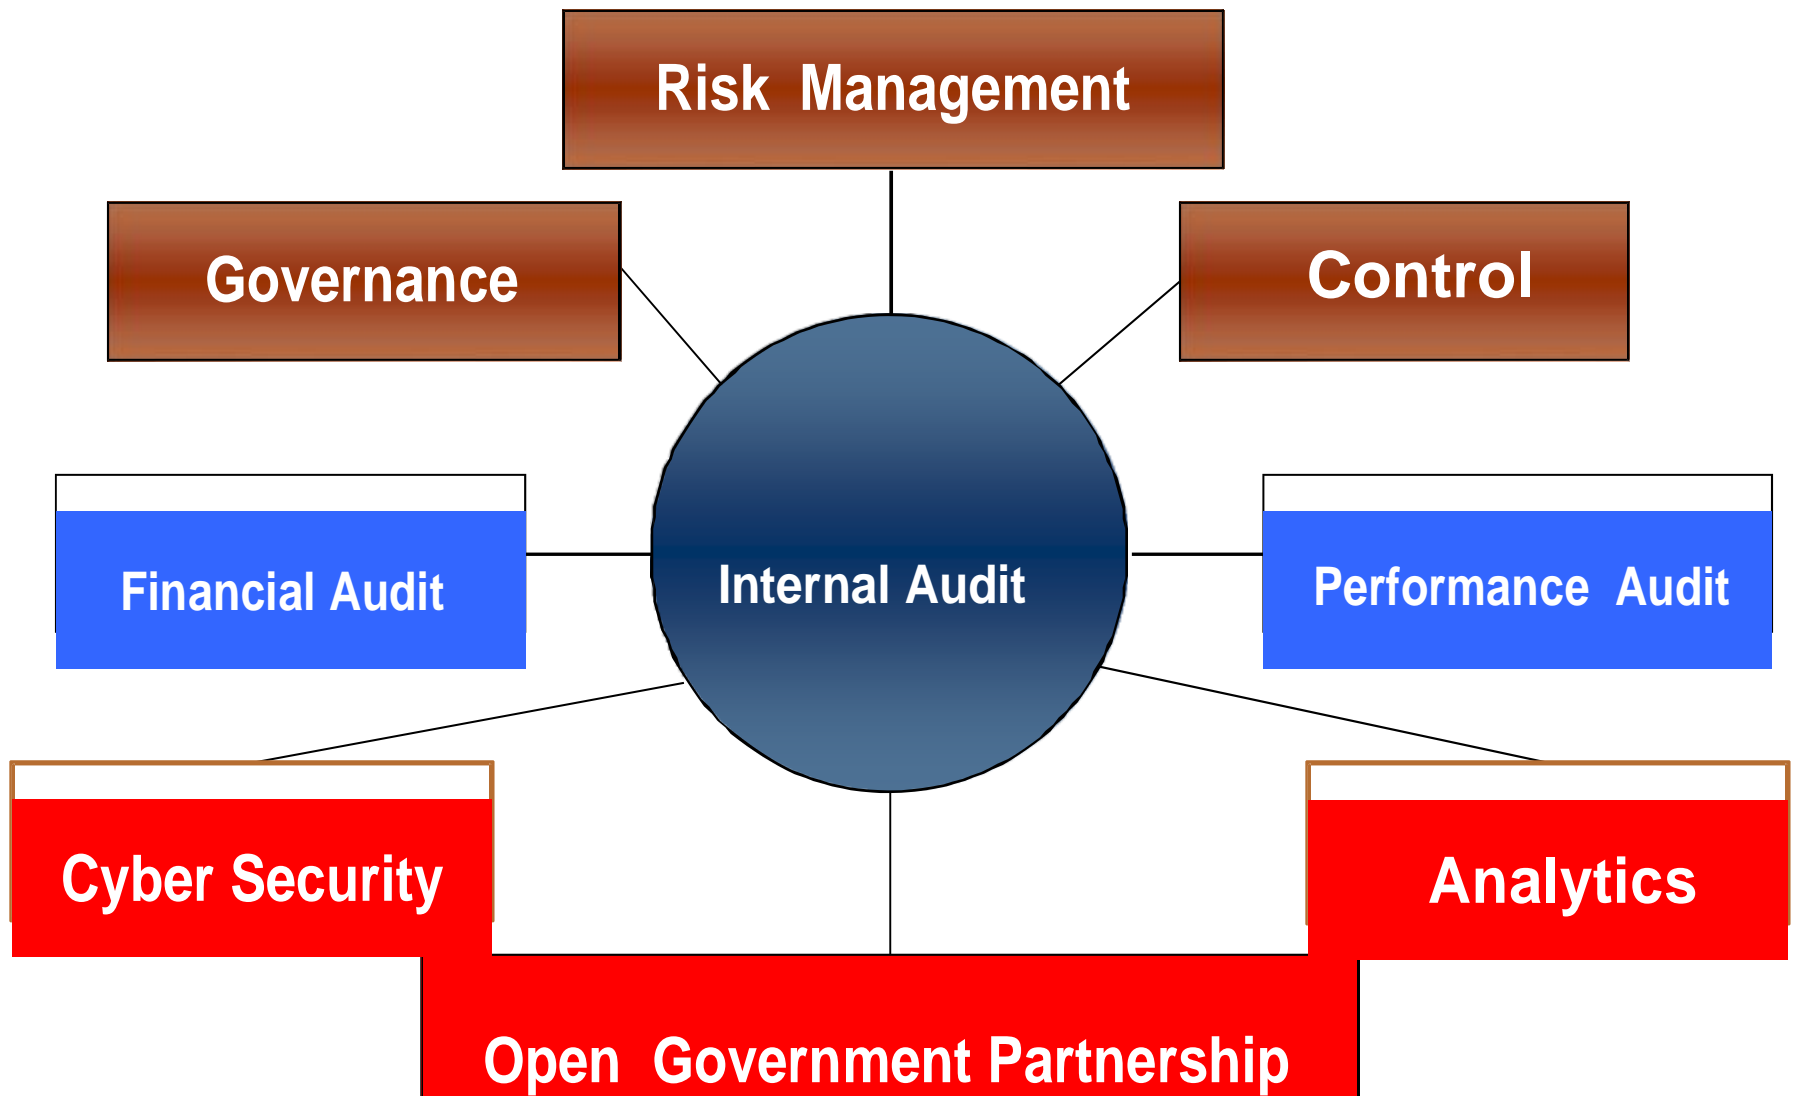 Risk Management
Governance
Control
Financial Audit
Internal Audit
Performance Audit
Cyber Security
Analytics
Open Government Partnership